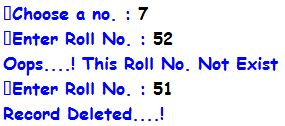 ▯Choose a no. : 7
▯Enter Roll No. : 52
Oops....! This Roll No. Not Exist
▯Enter Roll No. : 51
Record Deleted....!